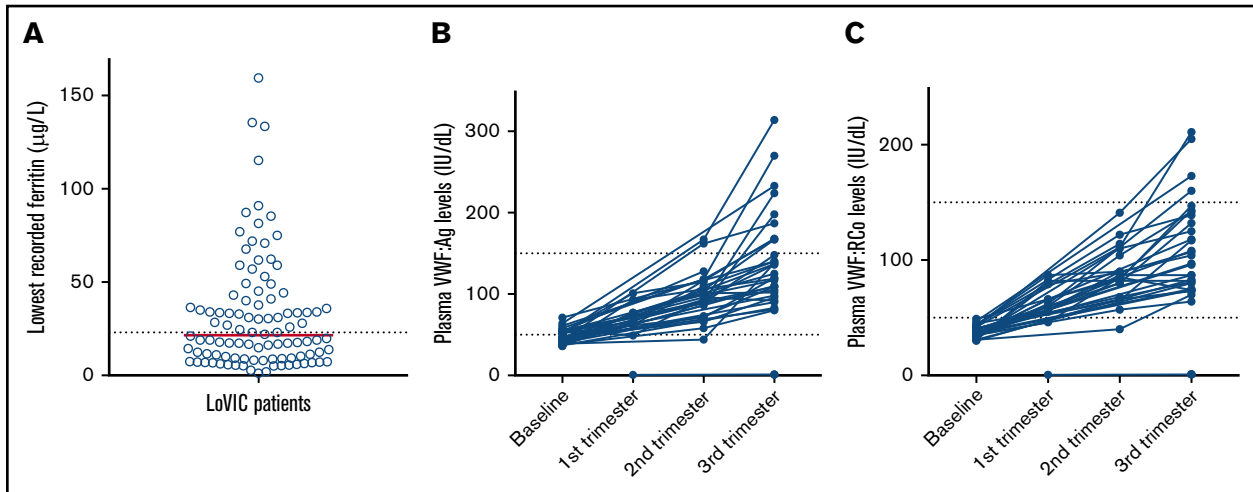 A
Lowest recorded ferritin (μg/L)
150
100
50
0
LoVIC patients
B
Plasma VWF:Ag levels (IU/dL)
300
200
100
0
Baseline
1st trimester
2nd trimester
3rd trimester
C
Plasma VWF:RCo levels (IU/dL)
200
100
0
Baseline
1st trimester
2nd trimester
3rd trimester